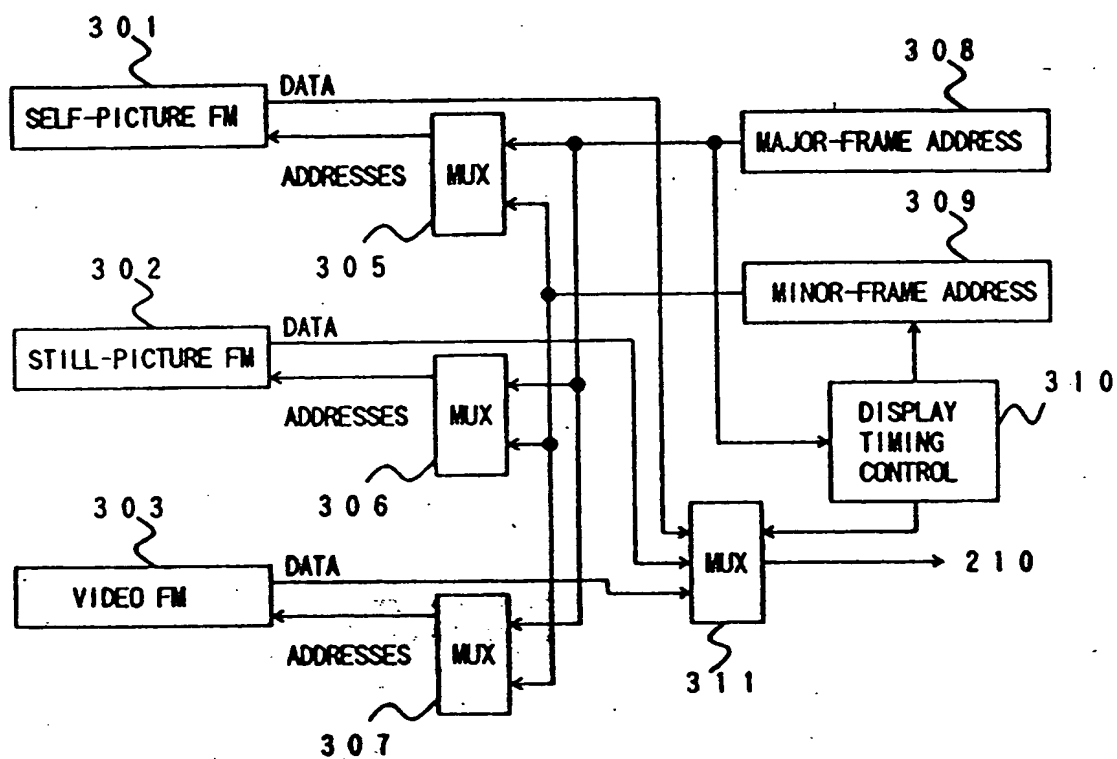 301
SELF-PICTURE FM
DATA
ADDRESSES
MUX
305
308
MAJOR-FRAME ADDRESS
309
MINOR-FRAME ADDRESS
302
STILL-PICTURE FM
DATA
ADDRESSES
MUX
306
310
DISPLAY
TIMING
CONTROL
303
VIDEO FM
DATA
ADDRESSES
MUX
307
MUX
311
210